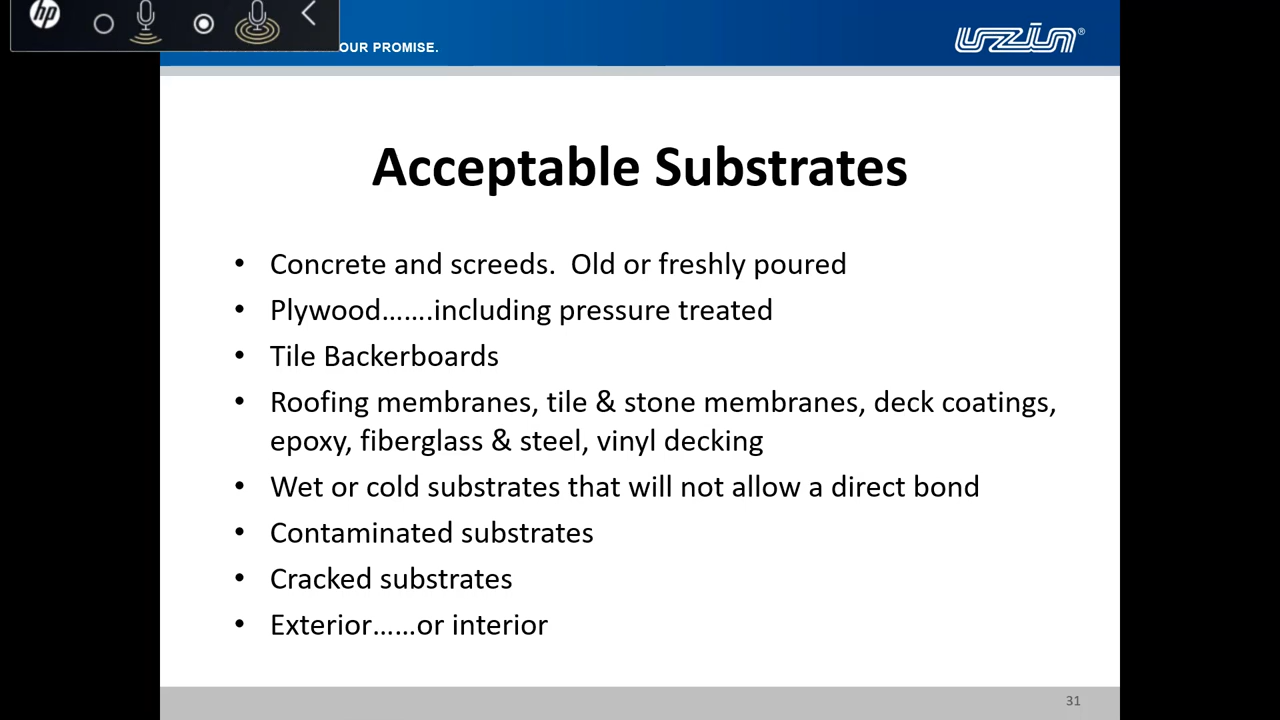 hp
OUR PROMISE.
uzin®
Acceptable Substrates
• Concrete and screeds.  Old or freshly poured
• Plywood…….including pressure treated
• Tile Backerboards
• Roofing membranes, tile & stone membranes, deck coatings,
epoxy, fiberglass & steel, vinyl decking
• Wet or cold substrates that will not allow a direct bond
• Contaminated substrates
• Cracked substrates
• Exterior……or interior
31